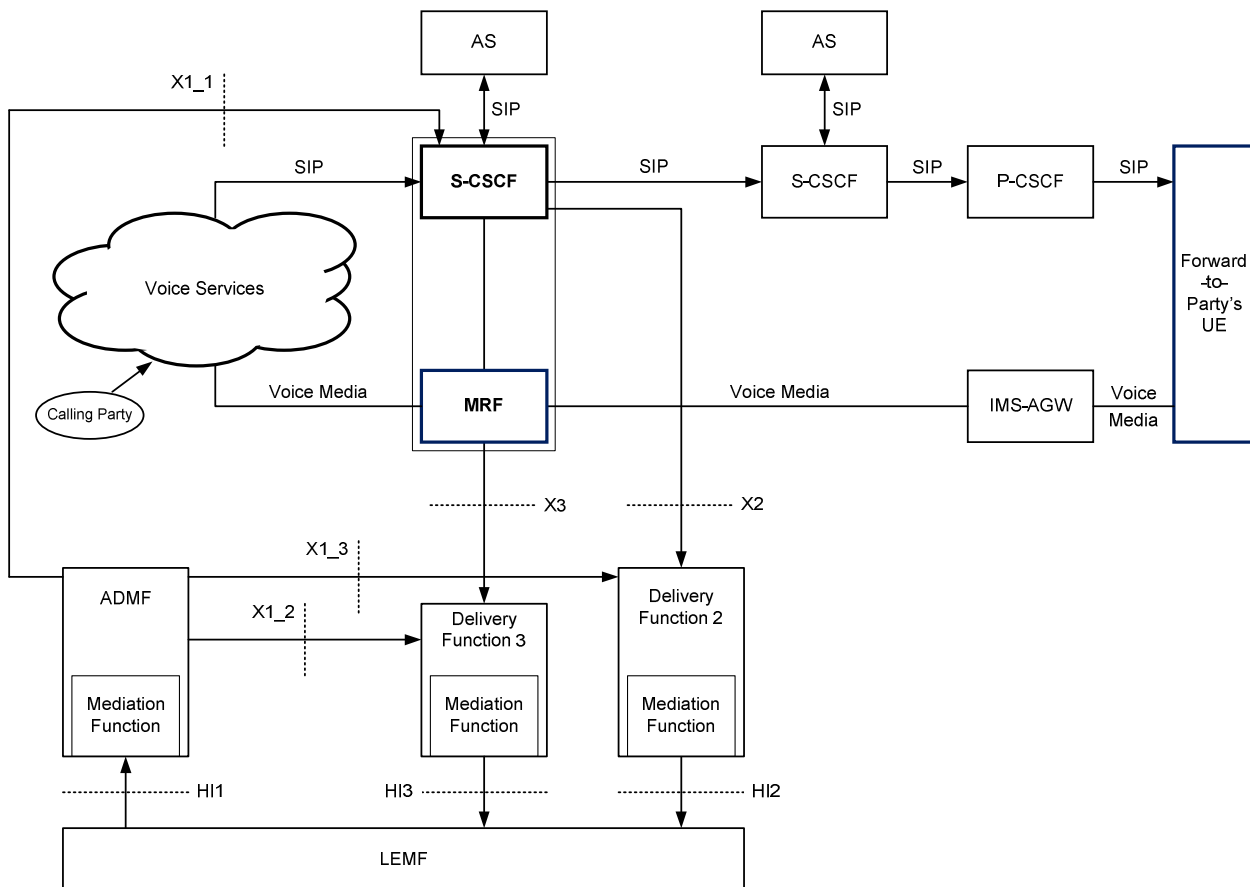 AS
AS
X1_1
SIP
SIP
SIP
S-CSCF
SIP
S-CSCF
SIP
P-CSCF
SIP
Voice Services
Forward
-to-
Party's
UE
Calling Party
Voice Media
MRF
Voice Media
IMS-AGW
Voice
Media
X3
X2
X1_3
ADMF
X1_2
Delivery
Function 3
Delivery
Function 2
Mediation
Function
Mediation
Function
Mediation
Function
HI1
HI3
HI2
LEMF